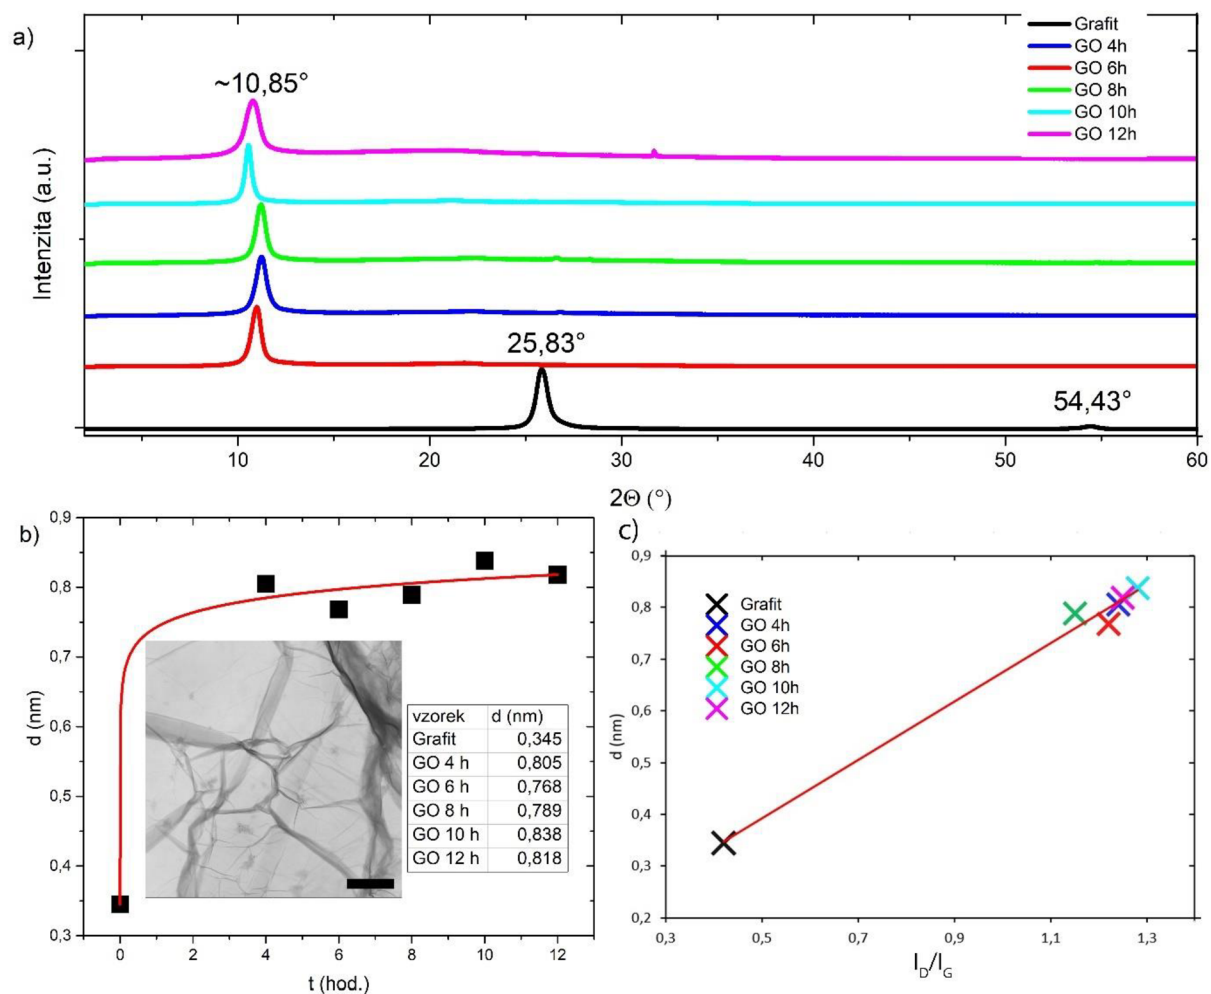 a)
~10,85°
25,83°
54,43°
Grafit
GO 4h
GO 6h
GO 8h
GO 10h
GO 12h
Intenzita (a.u.)
10 20 30 40 50 60
2Θ (°)
b)
0,9
0,8
0,7
0,6
0,5
0,4
0,3
d (nm)
vzorek d (nm)
Grafit 0,345
GO 4 h 0,805
GO 6 h 0,768
GO 8 h 0,789
GO 10 h 0,838
GO 12 h 0,818
0 2 4 6 8 10 12
t (hod.)
c)
0,9
0,8
0,7
0,6
0,5
0,4
0,3
0,2
d (nm)
Grafit
GO 4h
GO 6h
GO 8h
GO 10h
GO 12h
0,3 0,5 0,7 0,9 1,1 1,3
I_D/I_G